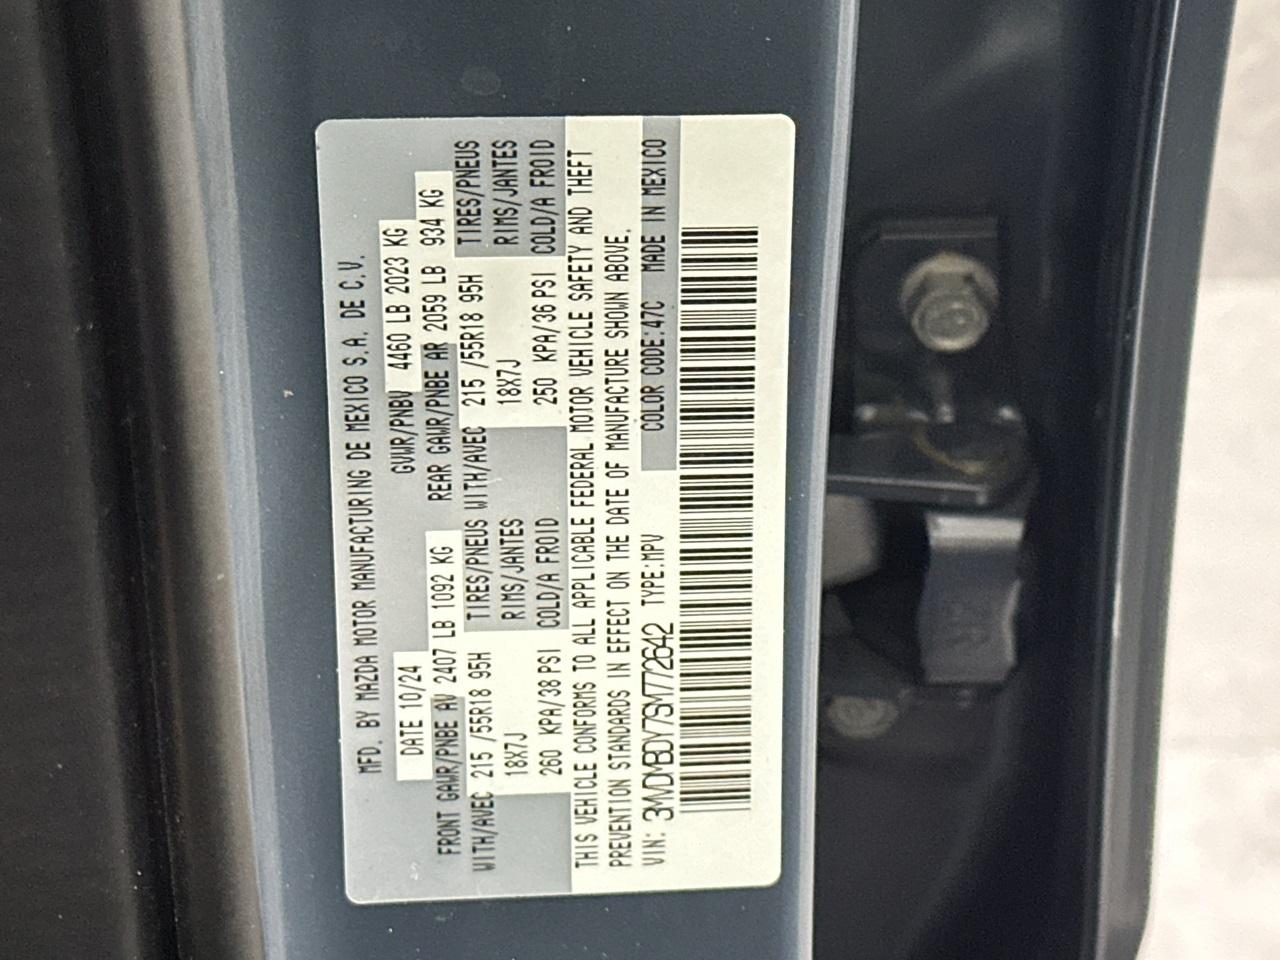 MFD. BY MAZDA MOTOR MANUFACTURING DE MEXICO S.A. DE C.V.
DATE 10/24 GVWR/PNBV 4460 LB 2023 KG
FRONT GAWR/PNBE AV 2407 LB 1092 KG REAR GAWR/PNBE AR 2059 LB 934 KG
WITH/AVEC 215 /55R18 95H TIRES/PNEUS WITH/AVEC 215 /55R18 95H TIRES/PNEUS
18X7J RIMS/JANTES 18X7J RIMS/JANTES
260 KPA/38 PSI COLD/A FROID 250 KPA/36 PSI COLD/A FROID
THIS VEHICLE CONFORMS TO ALL APPLICABLE FEDERAL MOTOR VEHICLE SAFETY AND THEFT
PREVENTION STANDARDS IN EFFECT ON THE DATE OF MANUFACTURE SHOWN ABOVE.
VIN: 3MVDMBDY7SM772642 TYPE:MPV COLOR CODE:47C MADE IN MEXICO